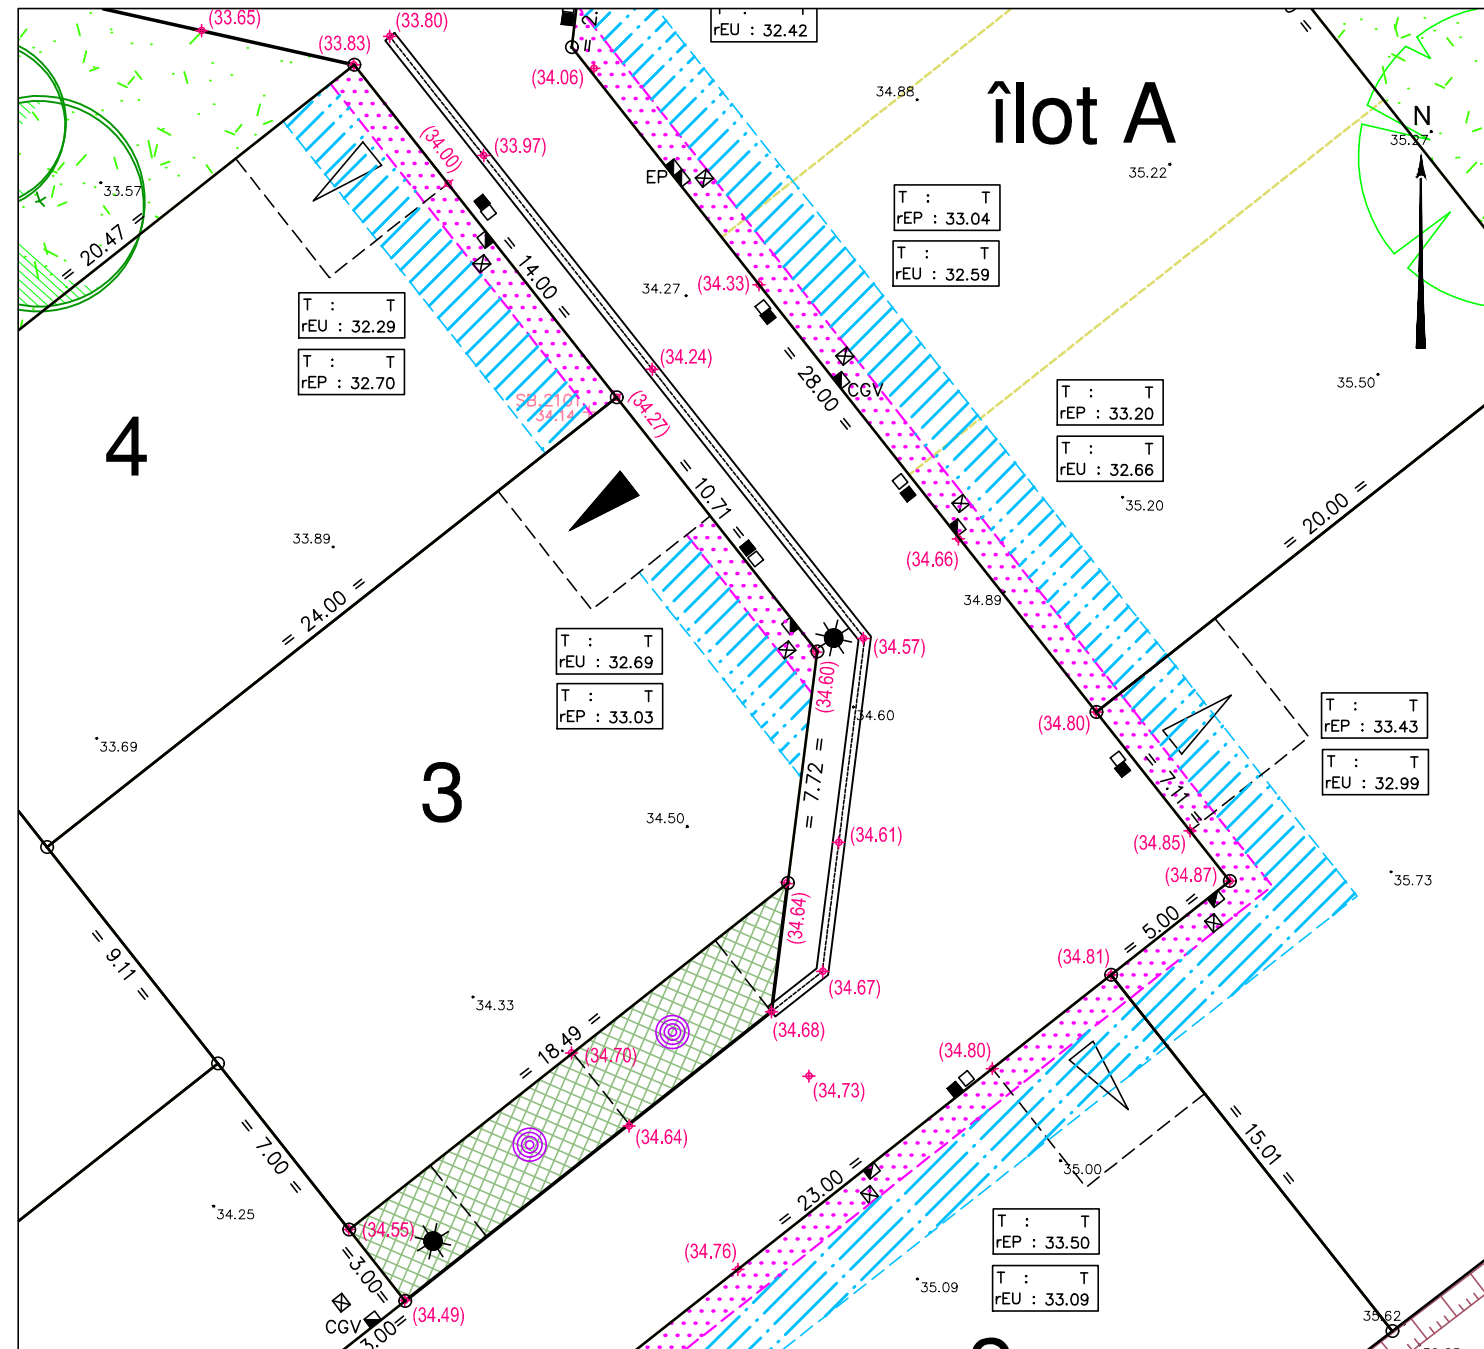 (33.65)
(33.80)
(33.83)
rEU : 32.42
= 2.
(34.06)
34.88
îlot A
N
35.27
(34.00)
(33.97)
EP
35.22
33.57
T : T
rEP : 33.04
= 20.47 =
T : T
rEU : 32.59
= 14.00 =
34.27
(34.33)
T : T
rEU : 32.29
T : T
rEP : 32.70
(34.24)
= 28.00 =
CGV
35.50
SB.2101
34.14
(34.27)
T : T
rEP : 33.20
4
T : T
rEU : 32.66
= 10.71 =
35.20
= 20.00 =
33.89
(34.66)
34.89
= 24.00 =
T : T
rEU : 32.69
(34.57)
(34.60)
T : T
rEP : 33.03
34.60
(34.80)
T : T
rEP : 33.43
33.69
= 7.72 =
= 7.11 =
T : T
rEU : 32.99
3
34.50
(34.61)
(34.85)
(34.87)
35.73
(34.64)
= 5.00 =
= 9.11 =
(34.81)
(34.67)
34.33
= 18.49 =
(34.68)
(34.70)
(34.80)
(34.73)
(34.64)
= 7.00 =
= 15.01 =
35.00
= 23.00 =
34.25
(34.55)
T : T
rEP : 33.50
= 3.00 =
(34.76)
35.09
T : T
rEU : 33.09
(34.49)
CGV
3.00 =
35.62